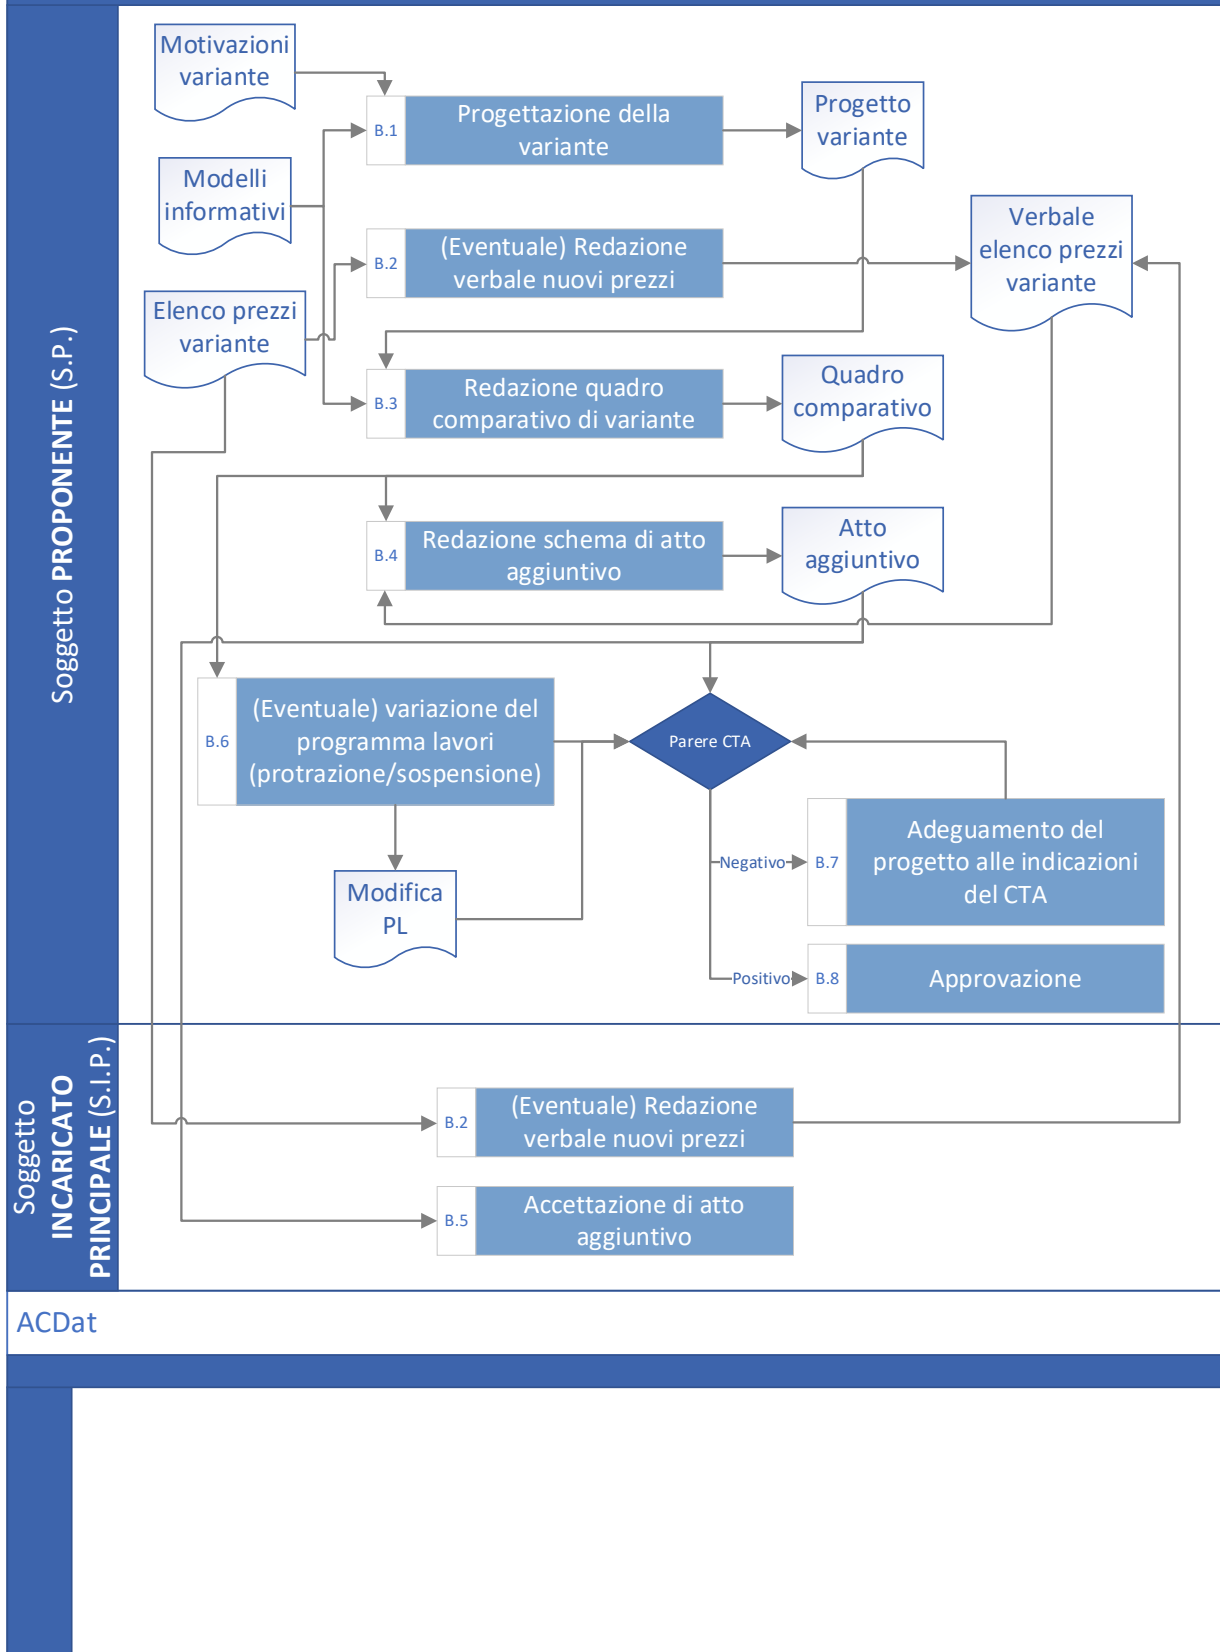 Soggetto PROPONENTE (S.P.)
Motivazioni
variante
Modelli
informativi
Elenco prezzi
variante
B.1
Progettazione della
variante
Progetto
variante
B.2
(Eventuale) Redazione
verbale nuovi prezzi
Verbale
elenco prezzi
variante
B.3
Redazione quadro
comparativo di variante
Quadro
comparativo
B.4
Redazione schema di atto
aggiuntivo
Atto
aggiuntivo
B.6
(Eventuale) variazione del
programma lavori
(protrazione/sospensione)
Parere CTA
Modifica
PL
Negativo
B.7
Adeguamento del
progetto alle indicazioni
del CTA
Positivo
B.8
Approvazione
Soggetto
INCARICATO
PRINCIPALE (S.I.P.)
B.2
(Eventuale) Redazione
verbale nuovi prezzi
B.5
Accettazione di atto
aggiuntivo
ACDat